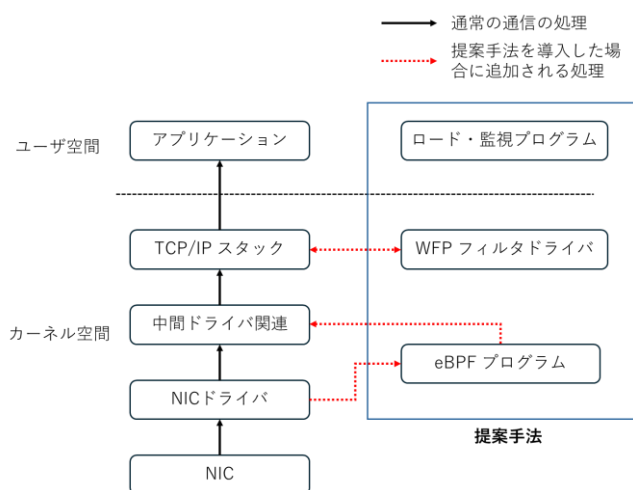 通常の通信の処理
提案手法を導入した場
合に追加される処理
ユーザ空間
アプリケーション
ロード・監視プログラム
TCP/IP スタック
WFP フィルタドライバ
カーネル空間
中間ドライバ関連
eBPF プログラム
NICドライバ
提案手法
NIC